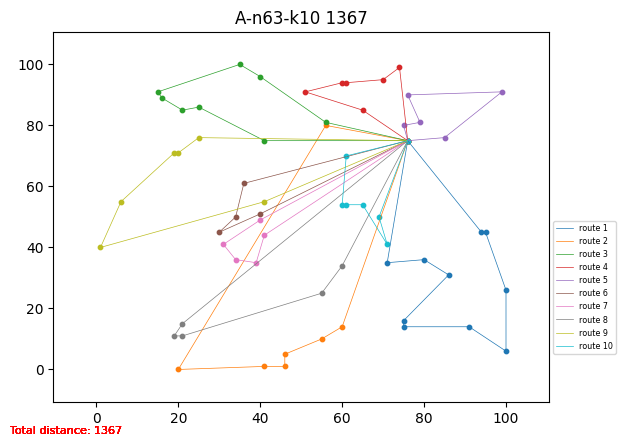 A-n63-k10 1367
100
80
60
40
20
0
0 20 40 60 80 100
route 1
route 2
route 3
route 4
route 5
route 6
route 7
route 8
route 9
route 10
Total distance: 1367